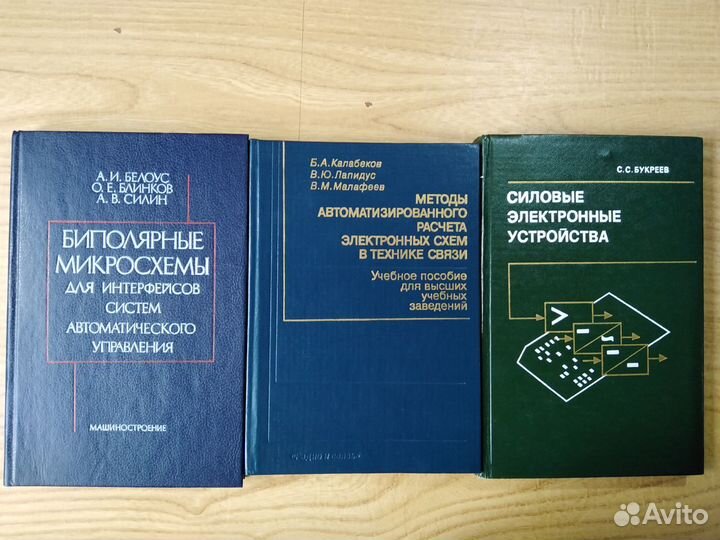 А. И. БЕЛОУС
О. Е. БЛИНКОВ
А. В. СИЛИН
БИПОЛЯРНЫЕ
МИКРОСХЕМЫ
ДЛЯ ИНТЕРФЕЙСОВ
СИСТЕМ
АВТОМАТИЧЕСКОГО
УПРАВЛЕНИЯ
МАШИНОСТРОЕНИЕ
Б.А.Калабеков
В.Ю.Лапидус
В.М.Малафеев
МЕТОДЫ
АВТОМАТИЗИРОВАННОГО
РАСЧЕТА
ЭЛЕКТРОННЫХ СХЕМ
В ТЕХНИКЕ СВЯЗИ
Учебное пособие
для высших
учебных
заведений
С.С. БУКРЕЕВ
СИЛОВЫЕ
ЭЛЕКТРОННЫЕ
УСТРОЙСТВА
Avito